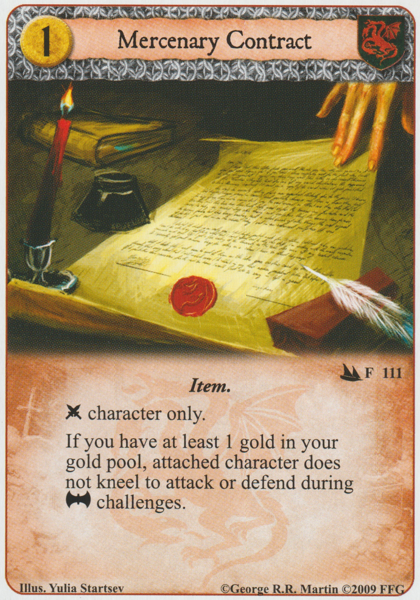 1
Mercenary Contract
F 111
Item.
character only.
If you have at least 1 gold in your
gold pool, attached character does
not kneel to attack or defend during
challenges.
Illus. Yulia Startsev ©George R.R. Martin ©2009 FFG